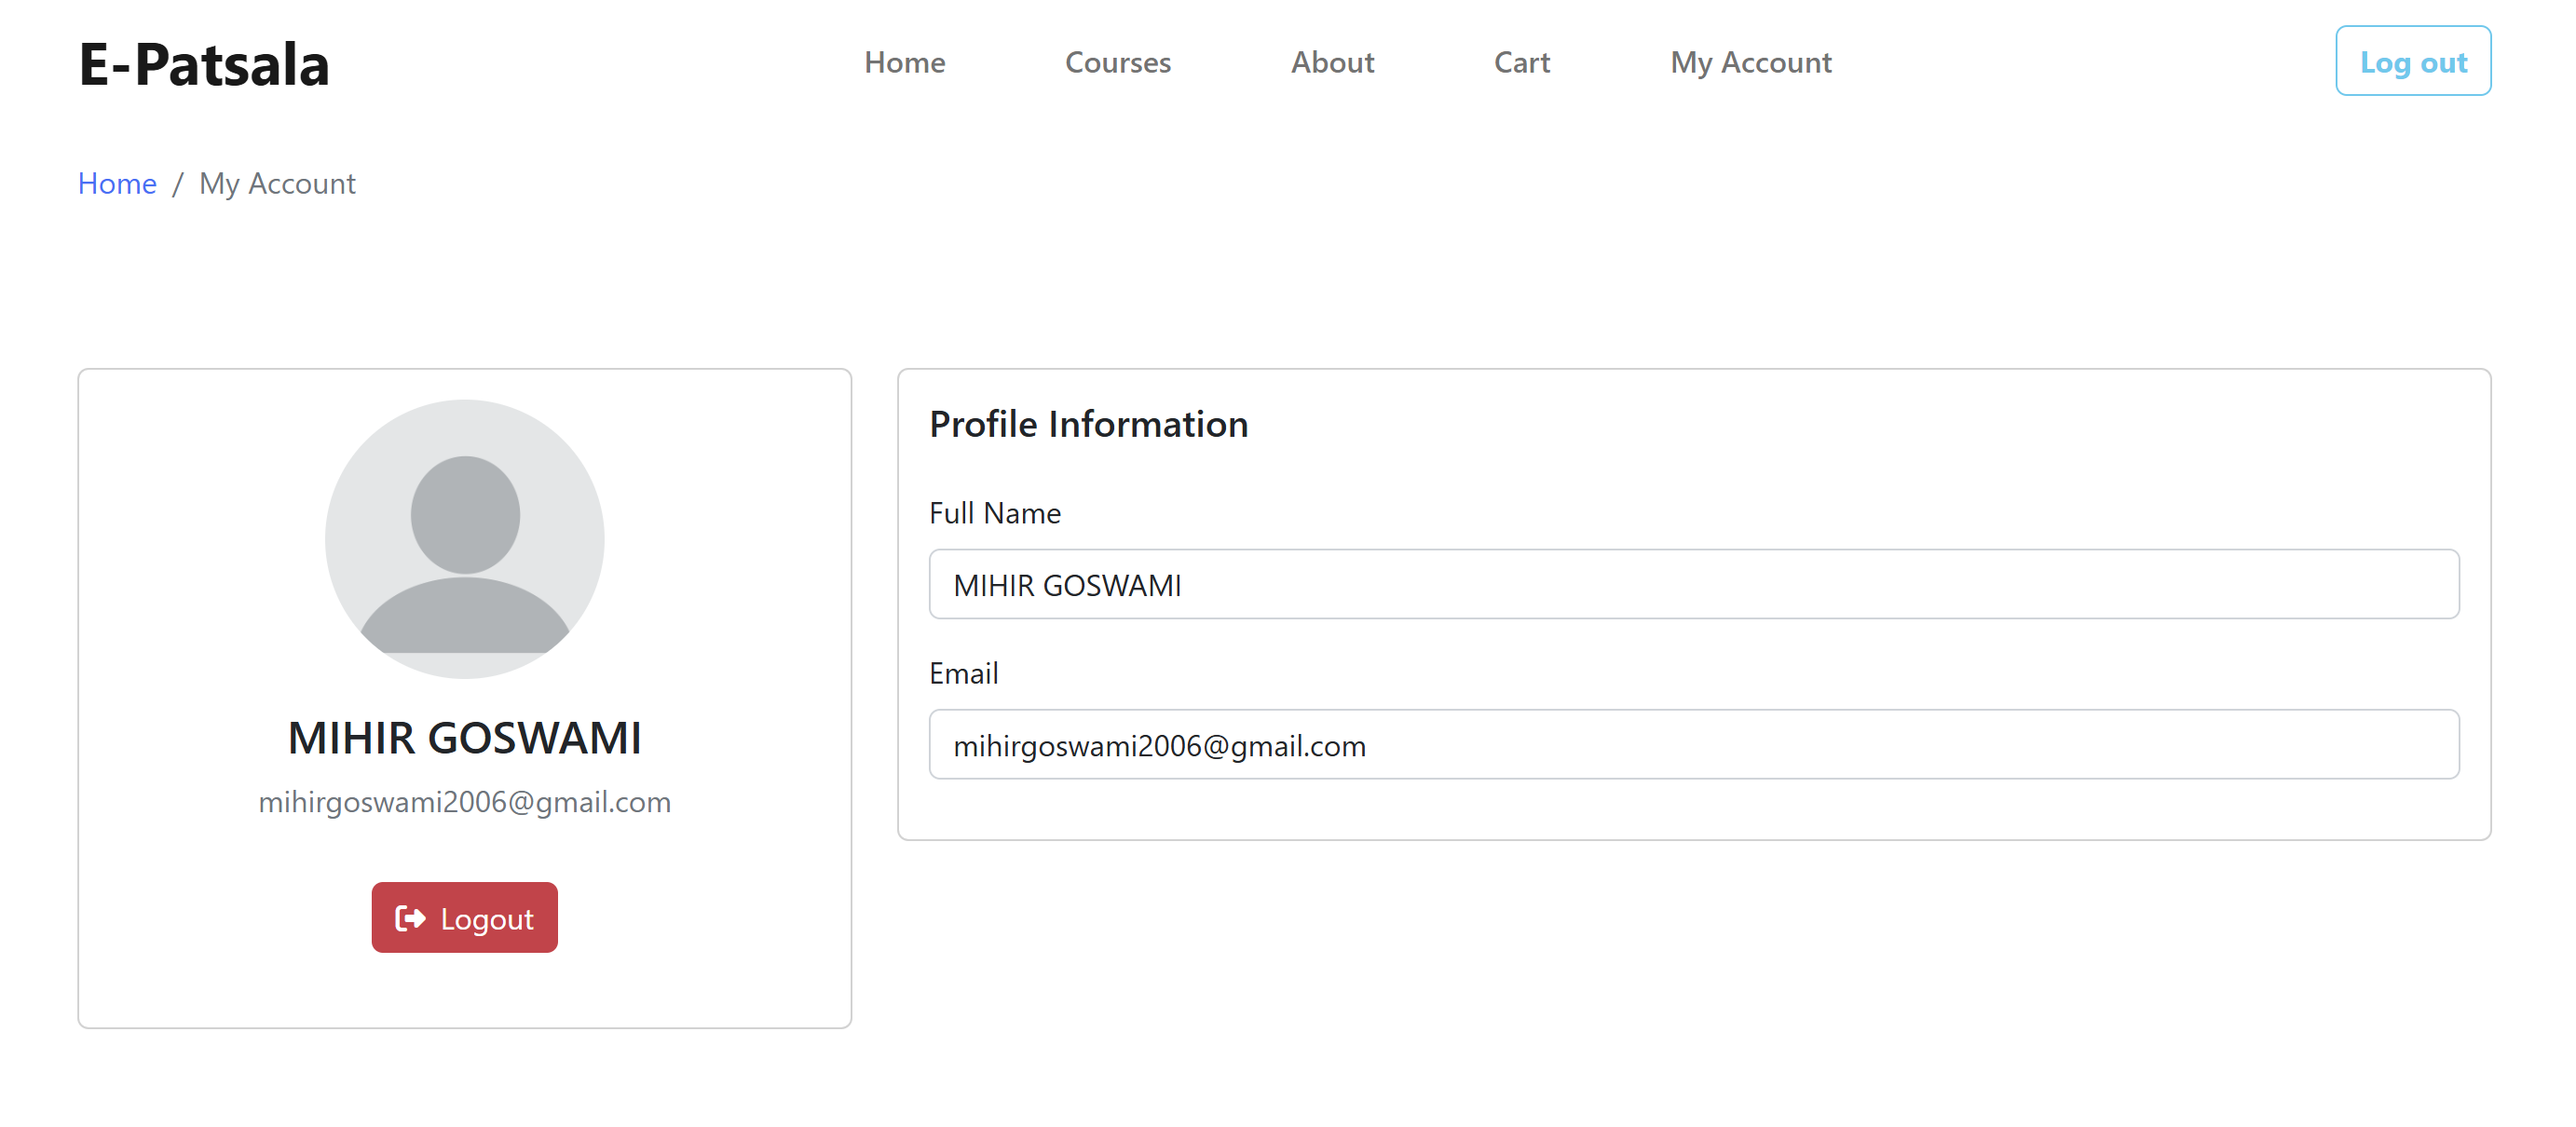 E-Patsala
Home Courses About Cart My Account
Log out
Home / My Account
MIHIR GOSWAMI
mihirgoswami2006@gmail.com
Logout
Profile Information
Full Name
MIHIR GOSWAMI
Email
mihirgoswami2006@gmail.com